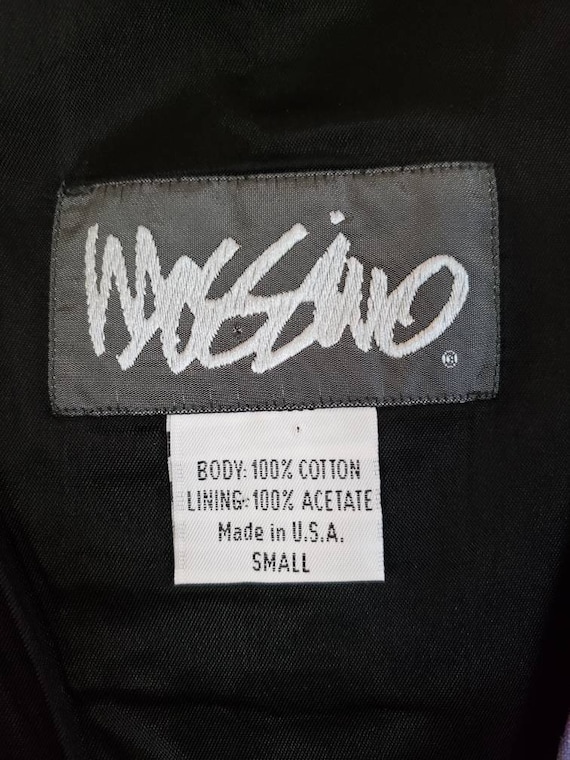 Mossimo
©
BODY: 100% COTTON
LINING: 100% ACETATE
Made in U.S.A.
SMALL